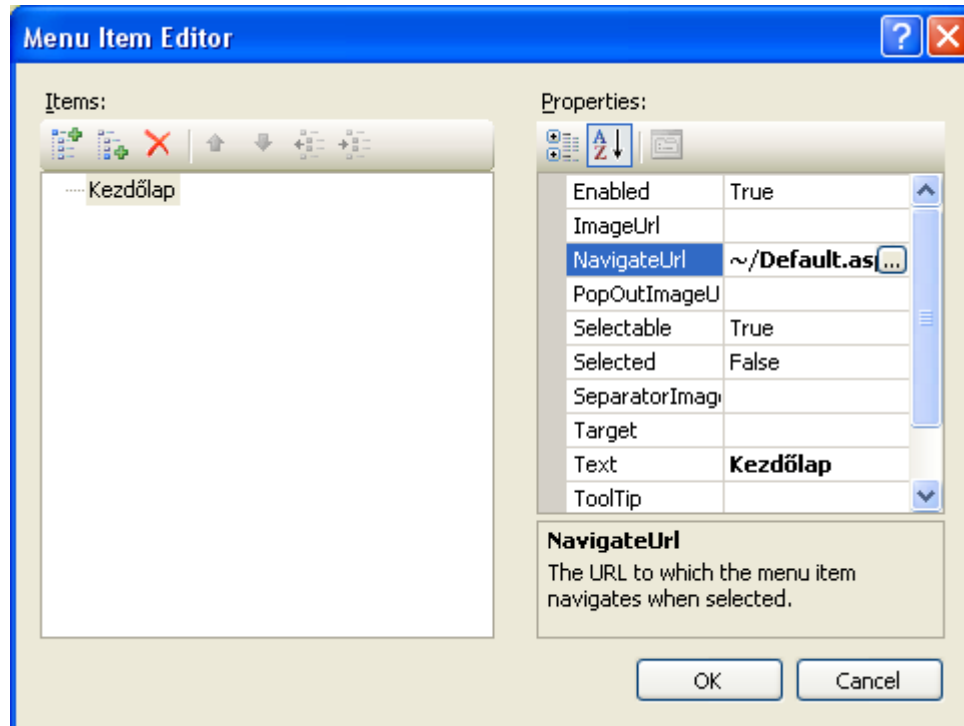 Menu Item Editor
Items:
Kezdőlap
Properties:
Enabled True
ImageUrl
NavigateUrl ~/Default.asp...
PopOutImageU
Selectable True
Selected False
SeparatorImag
Target
Text Kezdőlap
ToolTip
NavigateUrl
The URL to which the menu item
navigates when selected.
OK Cancel